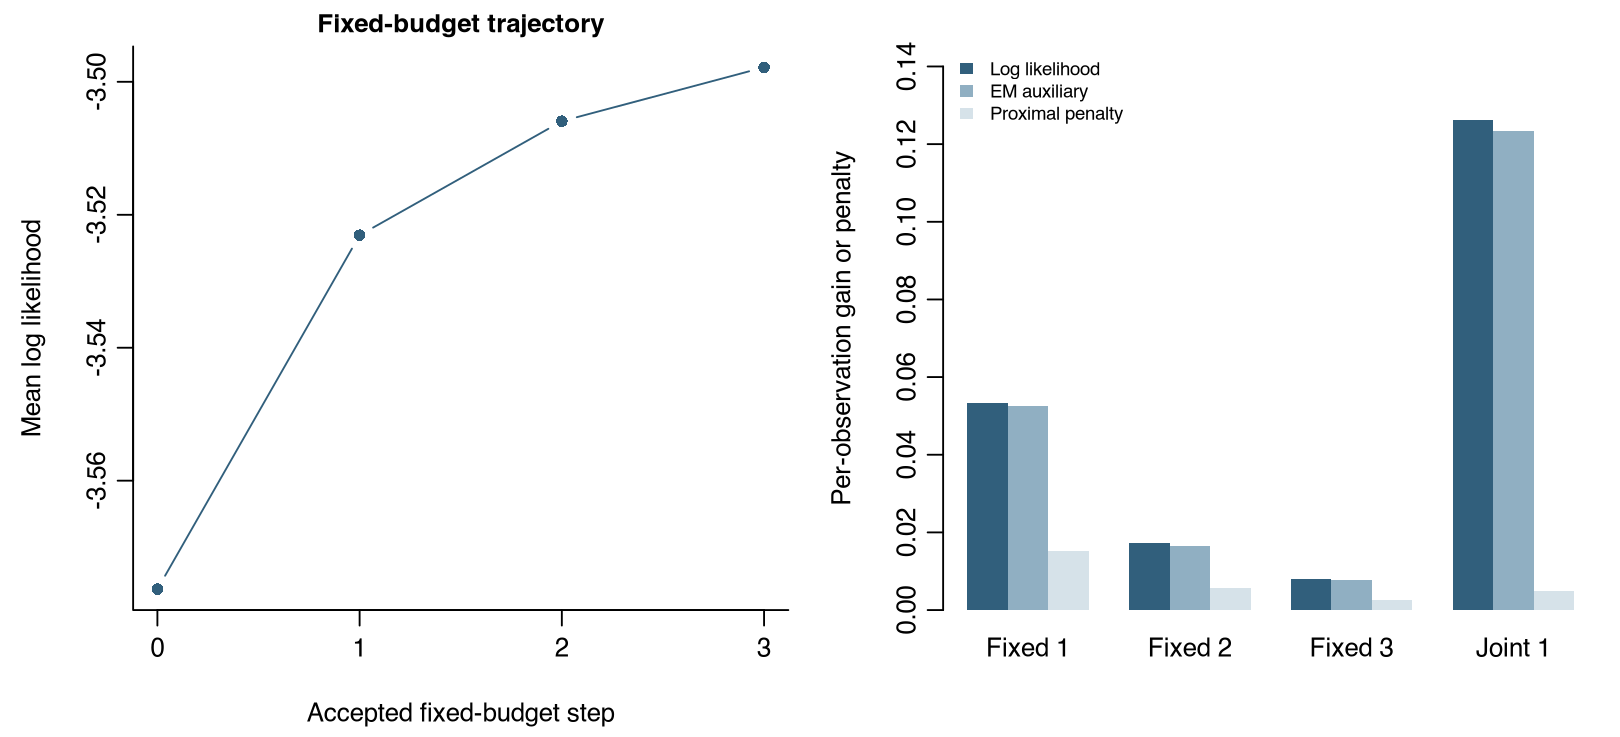 Fixed-budget trajectory
Mean log likelihood
-3.50
-3.52
-3.54
-3.56
0 1 2 3
Accepted fixed-budget step
Per-observation gain or penalty
0.14
0.12
0.10
0.08
0.06
0.04
0.02
0.00
Log likelihood
EM auxiliary
Proximal penalty
Fixed 1 Fixed 2 Fixed 3 Joint 1